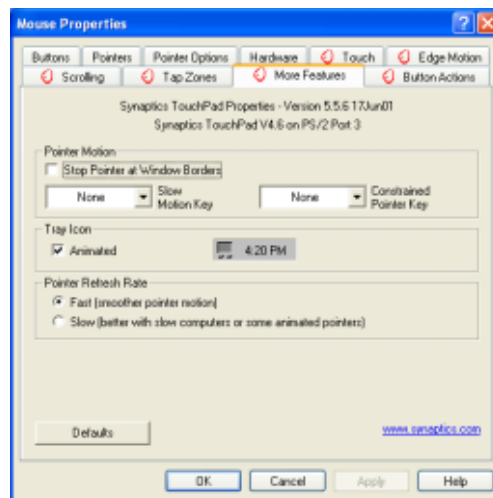 Mouse Properties
Buttons Pointers Pointer Options Hardware Touch Edge Motion
Scrolling Tap Zones More Features Button Actions
Synaptics TouchPad Properties - Version 5.5.6 17Jun01
Synaptics TouchPad V4.6 on PS/2 Port 3
Pointer Motion
Stop Pointer at Window Borders
None Slow Motion Key None Constrained Pointer Key
Tray Icon
Animated 4:20 PM
Pointer Refresh Rate
Fast (smoother pointer motion)
Slow (better with slow computers or some animated pointers)
Defaults www.synaptics.com
OK Cancel Apply Help